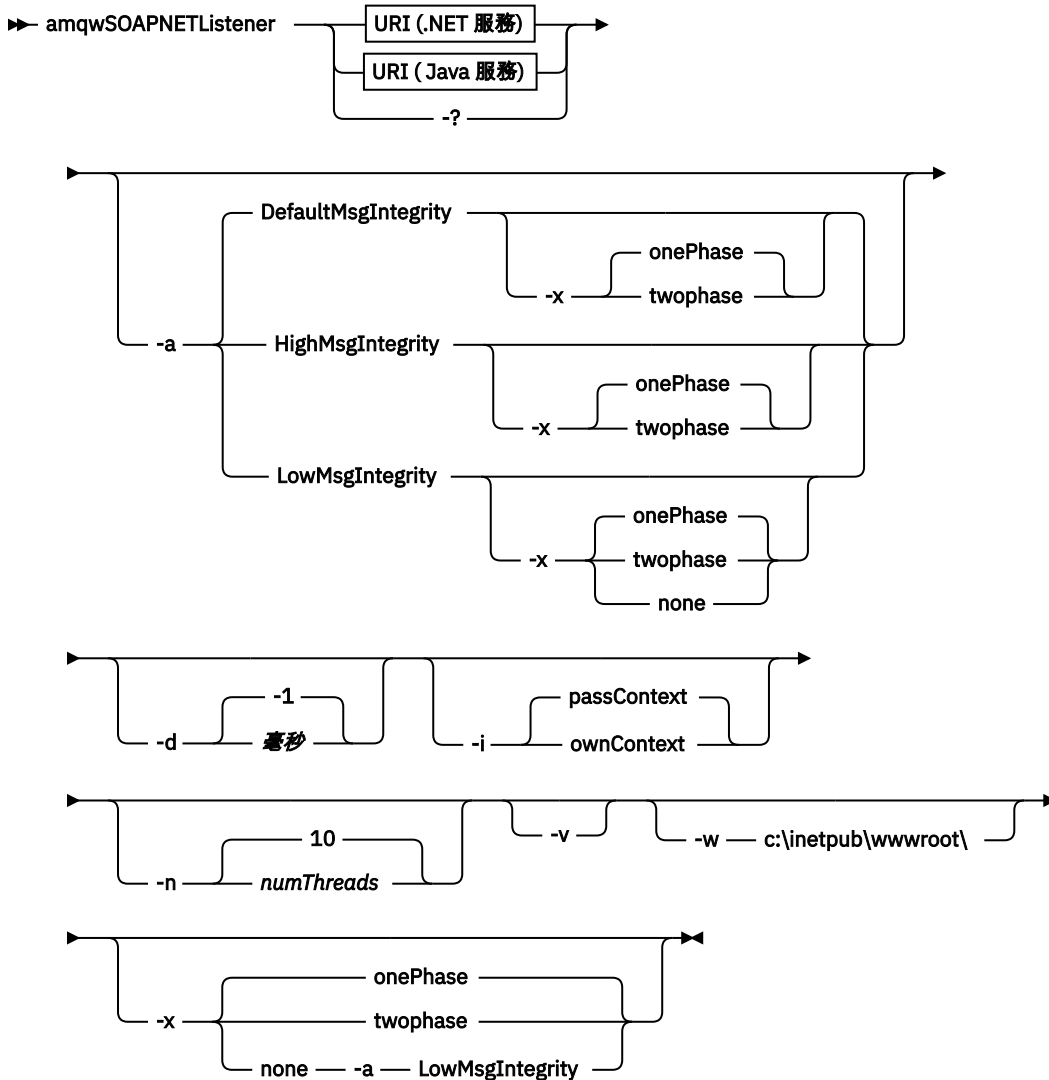 amqwSOAPNETListener URI (.NET 服務)
URI ( Java 服務)
-?
DefaultMsgIntegrity
onePhase
-x twophase
-a HighMsgIntegrity
onePhase
-x twophase
LowMsgIntegrity
onePhase
-x twophase
none
-1 passContext
-d 毫秒 -i ownContext
10 -v -w c:\inetpub\wwwroot\
-n numThreads
onePhase
-x twophase
none -a LowMsgIntegrity